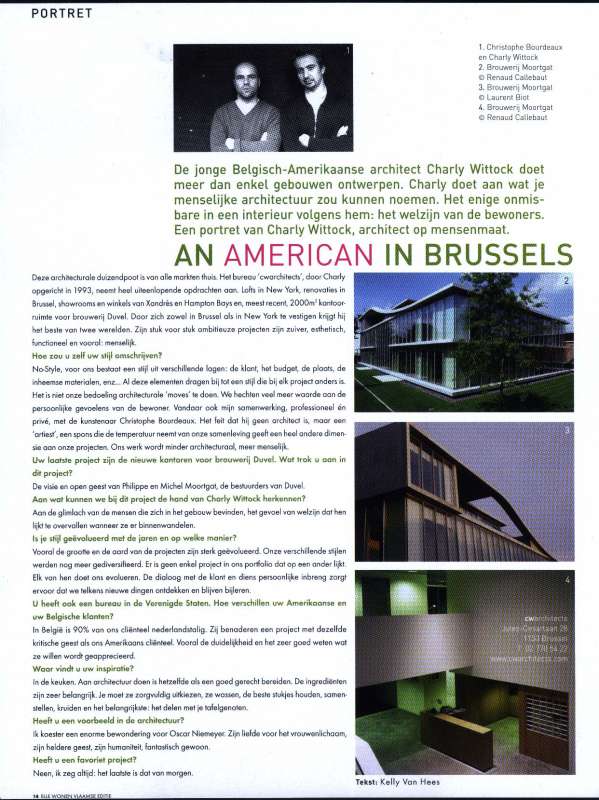 PORTRET
1
1. Christophe Bourdeaux
en Charly Wittock
2. Brouwerij Moortgat
© Renaud Callebaut
3. Brouwerij Moortgat
© Laurent Biot
4. Brouwerij Moortgat
© Renaud Callebaut
De jonge Belgisch-Amerikaanse architect Charly Wittock doet
meer dan enkel gebouwen ontwerpen. Charly doet aan wat je
menselijke architectuur zou kunnen noemen. Het enige onmis-
bare in een interieur volgens hem: het welzijn van de bewoners.
Een portret van Charly Wittock, architect op mensenmaat.
AN AMERICAN IN BRUSSELS
Deze architecturale duizendpoot is van alle markten thuis. Het bureau 'cwarchitects', door Charly
opgericht in 1993, neemt heel uiteenlopende opdrachten aan. Lofts in New York, renovaties in
Brussel, showrooms en winkels van Xandrès en Hampton Bays en, meest recent, 2000m² kantoor-
ruimte voor brouwerij Duvel. Door zich zowel in Brussel als in New York te vestigen krijgt hij
het beste van twee werelden. Zijn stuk voor stuk ambitieuze projecten zijn zuiver, esthetisch,
functioneel en vooral: menselijk.
Hoe zou u zelf uw stijl omschrijven?
No-Style, voor ons bestaat een stijl uit verschillende lagen: de klant, het budget, de plaats, de
inheemse materialen, enz... Al deze elementen dragen bij tot een stijl die bij elk project anders is.
Het is niet onze bedoeling architecturale 'moves' te doen. We hechten veel meer waarde aan de
persoonlijke gevoelens van de bewoner. Vandaar ook mijn samenwerking, professioneel én
privé, met de kunstenaar Christophe Bourdeaux. Het feit dat hij geen architect is, maar een
'artiest', een spons die de temperatuur neemt van onze samenleving geeft een heel andere dimen-
sie aan onze projecten. Ons werk wordt minder architecturaal, meer menselijk.
Uw laatste project zijn de nieuwe kantoren voor brouwerij Duvel. Wat trok u aan in
dit project?
De visie en open geest van Philippe en Michel Moortgat, de bestuurders van Duvel.
Aan wat kunnen we bij dit project de hand van Charly Wittock herkennen?
Aan de glimlach van de mensen die zich in het gebouw bevinden, het gevoel van welzijn dat hen
lijkt te overvallen wanneer ze er binnenwandelen.
Is je stijl geëvolueerd met de jaren en op welke manier?
Vooral de grootte en de aard van de projecten zijn sterk geëvolueerd. Onze verschillende stijlen
werden nog meer gediversifieerd. Er is geen enkel project in ons portfolio dat op een ander lijkt.
Elk van hen doet ons evolueren. De dialoog met de klant en diens persoonlijke inbreng zorgt
ervoor dat we telkens nieuwe dingen ontdekken en blijven bijleren.
U heeft ook een bureau in de Verenigde Staten. Hoe verschillen uw Amerikaanse en
uw Belgische klanten?
In België is 90% van ons cliënteel nederlandstalig. Zij benaderen een project met dezelfde
kritische geest als ons Amerikaans cliënteel. Vooral de duidelijkheid en het zeer goed weten wat
ze willen wordt geapprecieerd.
Waar vindt u uw inspiratie?
In de keuken. Aan architectuur doen is hetzelfde als een goed gerecht bereiden. De ingrediënten
zijn zeer belangrijk. Je moet ze zorgvuldig uitkiezen, ze wassen, de beste stukjes houden, samen-
stellen, kruiden en het belangrijkste: het delen met je tafelgenoten.
Heeft u een voorbeeld in de architectuur?
Ik koester een enorme bewondering voor Oscar Niemeyer. Zijn liefde voor het vrouwenlichaam,
zijn heldere geest, zijn humaniteit, fantastisch gewoon.
Heeft u een favoriet project?
Neen, ik zeg altijd: het laatste is dat van morgen.
2
3
4
cwarchitects
1150 Brussel
T. 02 770 54 22
www.cwarchitects.com
Tekst: Kelly Van Hees
14 ELLE WONEN VLAAMSE EDITIE